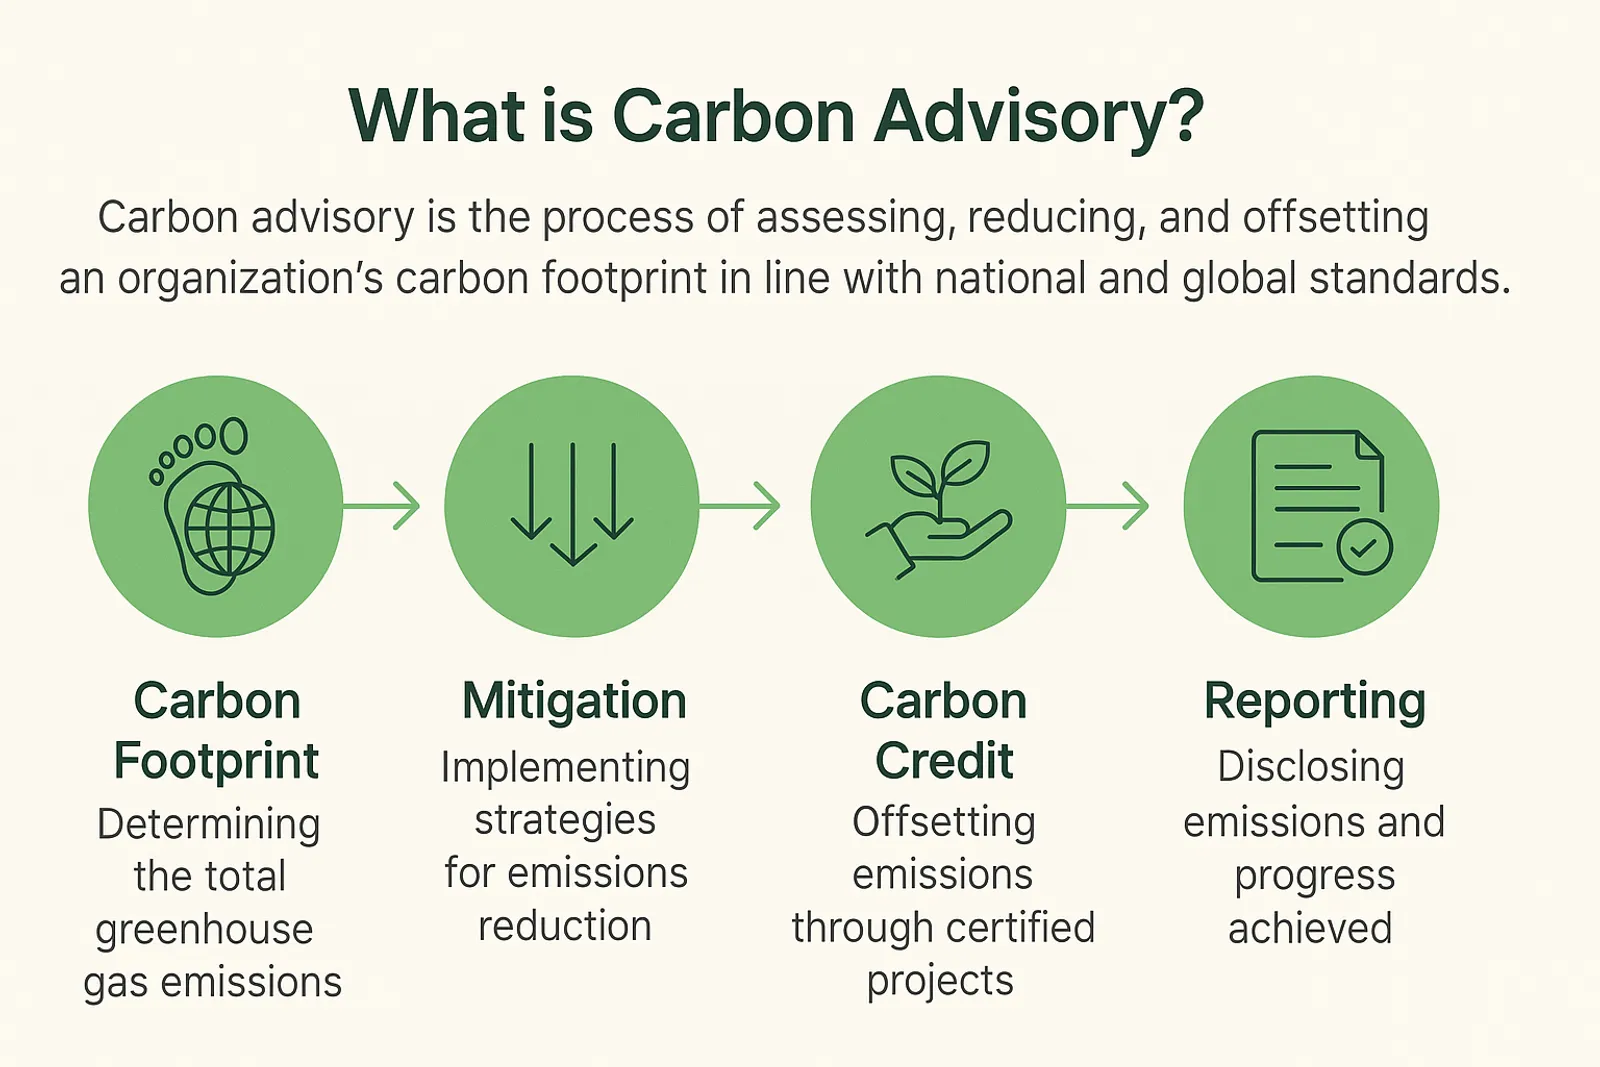 What is Carbon Advisory?
Carbon advisory is the process of assessing, reducing, and offsetting
an organization’s carbon footprint in line with national and global standards.
Carbon
Footprint
Determining
the total
greenhouse
gas emissions
Mitigation
Implementing
strategies
for emissions
reduction
Carbon
Credit
Offsetting
emissions
through certified
projects
Reporting
Disclosing
emissions and
progress
achieved